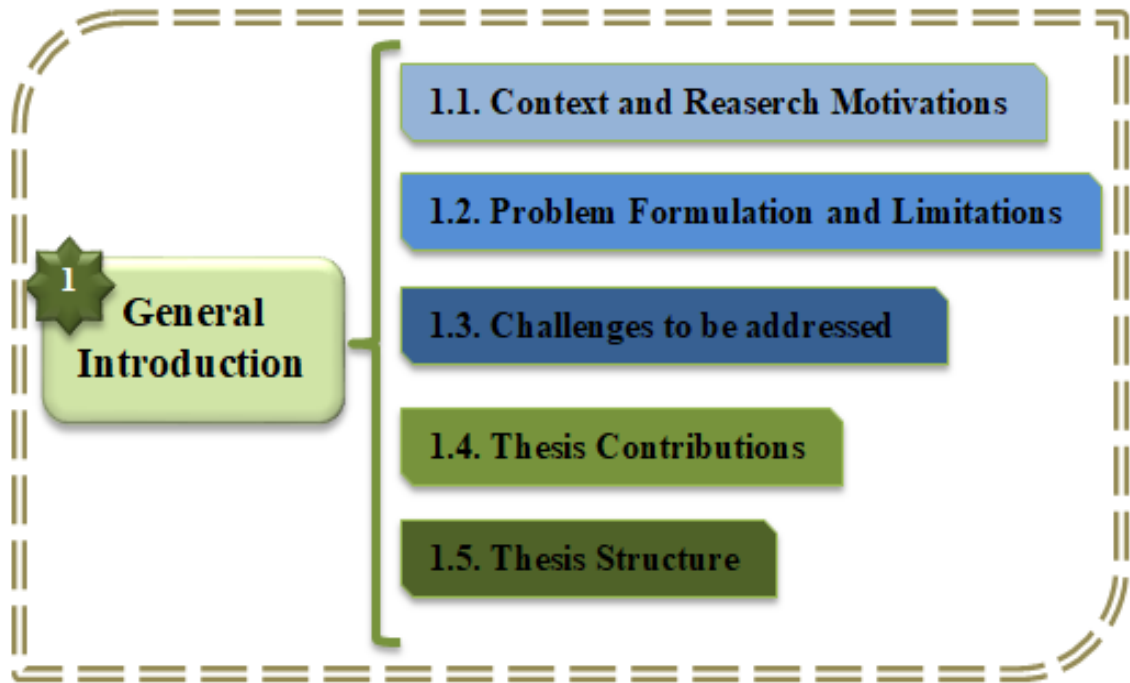 1
General
Introduction
1.1. Context and Reaserch Motivations
1.2. Problem Formulation and Limitations
1.3. Challenges to be addressed
1.4. Thesis Contributions
1.5. Thesis Structure